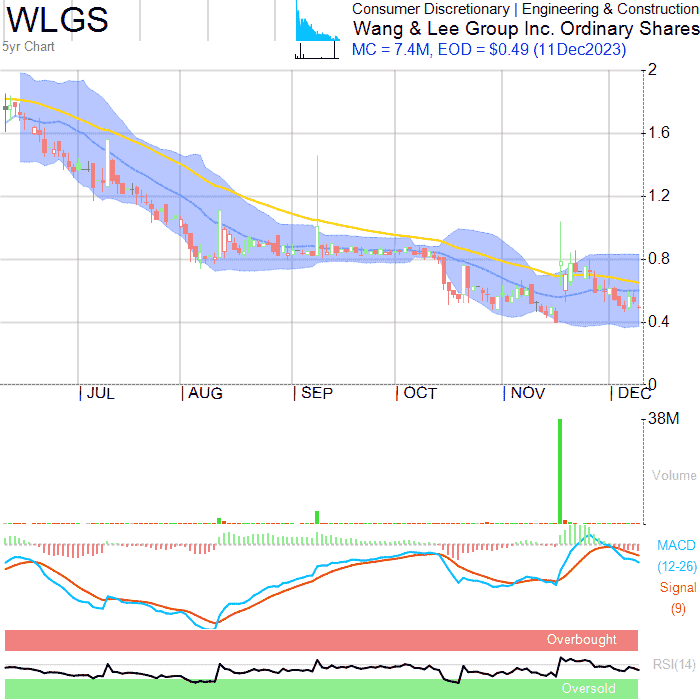 WLGS
5yr Chart
Consumer Discretionary | Engineering & Construction
Wang & Lee Group Inc. Ordinary Shares
MC = 7.4M, EOD = $0.49 (11Dec2023)
2
1.6
1.2
0.8
0.4
0
JUL AUG SEP OCT NOV DEC
38M
Volume
MACD
(12-26)
Signal
(9)
Overbought
RSI(14)
Oversold